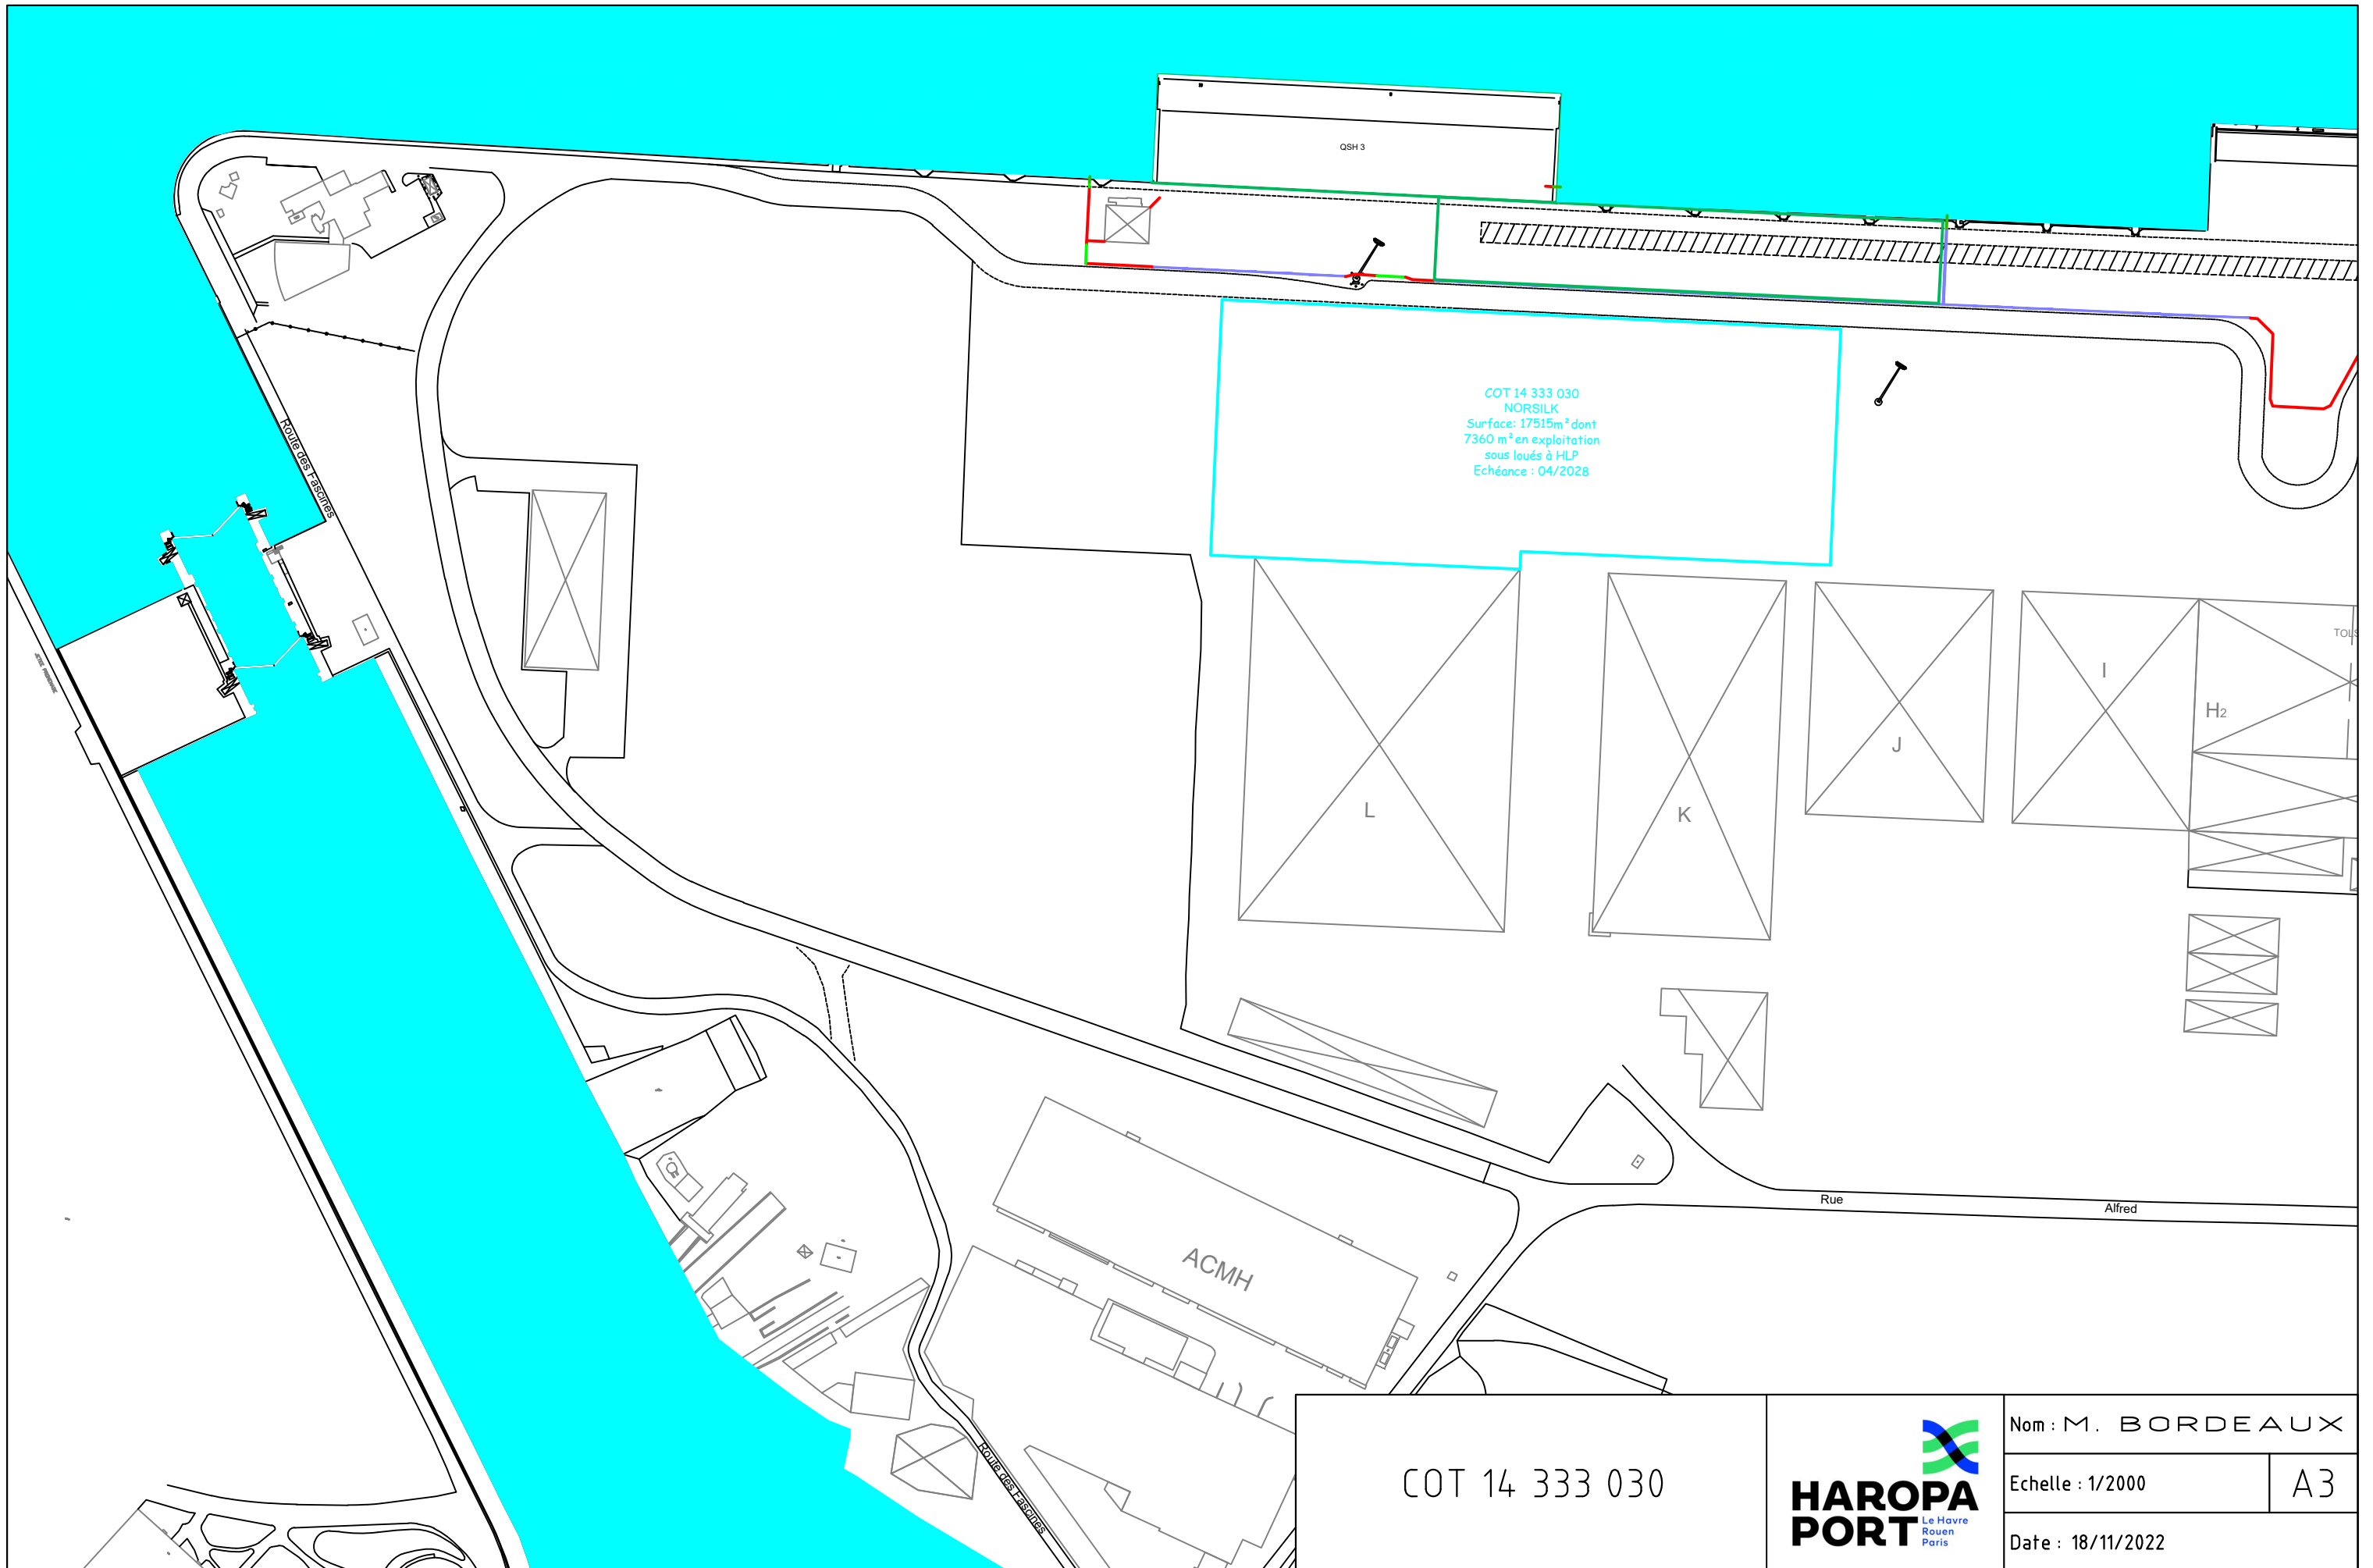 QSH 3
COT 14 333 030
NORSILK
Surface: 17515m² dont
7360 m² en exploitation
sous loués à HLP
Echéance : 04/2028
Route des Fascines
TOLS
I
H2
J
L
K
Rue
Alfred
ACMH
Route des Fascines
COT 14 333 030
HAROPA
PORT
Le Havre
Rouen
Paris
Nom : M. BORDEAUX
Echelle : 1/2000
A3
Date : 18/11/2022